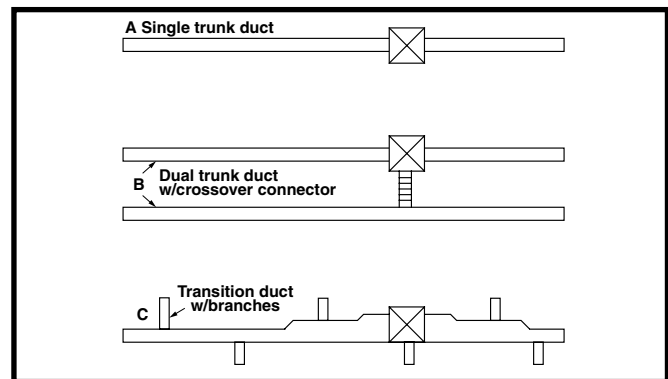 A Single trunk duct
B Dual trunk duct
w/crossover connector
C Transition duct
w/branches